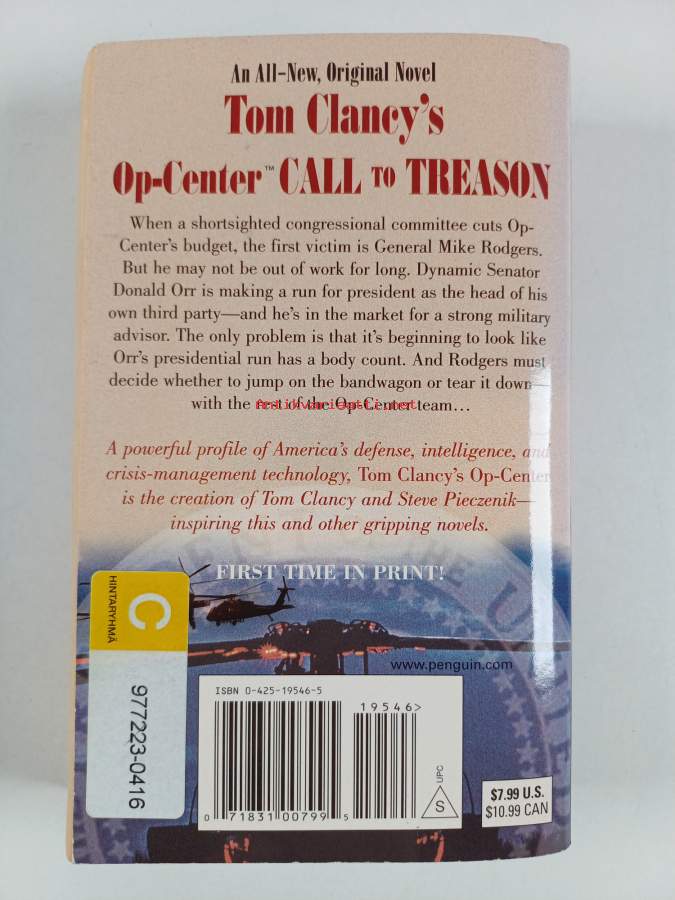 An All-New, Original Novel
Tom Clancy's
Op-Center™ CALL TO TREASON
When a shortsighted congressional committee cuts Op-
Center's budget, the first victim is General Mike Rodgers.
But he may not be out of work for long. Dynamic Senator
Donald Orr is making a run for president as the head of his
own third party—and he's in the market for a strong military
advisor. The only problem is that it's beginning to look like
Orr's presidential run has a body count. And Rodgers must
decide whether to jump on the bandwagon or tear it down—
with the rest of the Op-Center team…
antikvariaatti.net
A powerful profile of America's defense, intelligence, and
crisis-management technology, Tom Clancy's Op-Center
is the creation of Tom Clancy and Steve Pieczenik—
inspiring this and other gripping novels.
FIRST TIME IN PRINT!
C
HINTARYHMÄ
977223-0416
www.penguin.com
ISBN 0-425-19546-5
19546>
0 71831 00799 5
UPC
S
$7.99 U.S.
$10.99 CAN